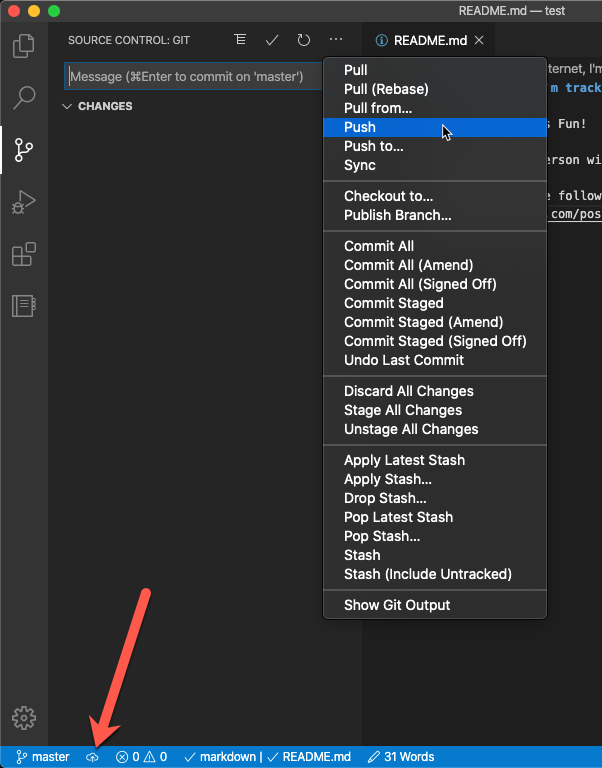 README.md — test
SOURCE CONTROL: GIT
README.md
Message (⌘Enter to commit on 'master')
CHANGES
Pull
Pull (Rebase)
Pull from...
Push
Push to...
Sync
Checkout to...
Publish Branch...
Commit All
Commit All (Amend)
Commit All (Signed Off)
Commit Staged
Commit Staged (Amend)
Commit Staged (Signed Off)
Undo Last Commit
Discard All Changes
Stage All Changes
Unstage All Changes
Apply Latest Stash
Apply Stash...
Drop Stash...
Pop Latest Stash
Pop Stash...
Stash
Stash (Include Untracked)
Show Git Output
ternet, I'm
m track
s Fun!
erson wi
e follow
com/pos
master 0 0 markdown | README.md 31 Words